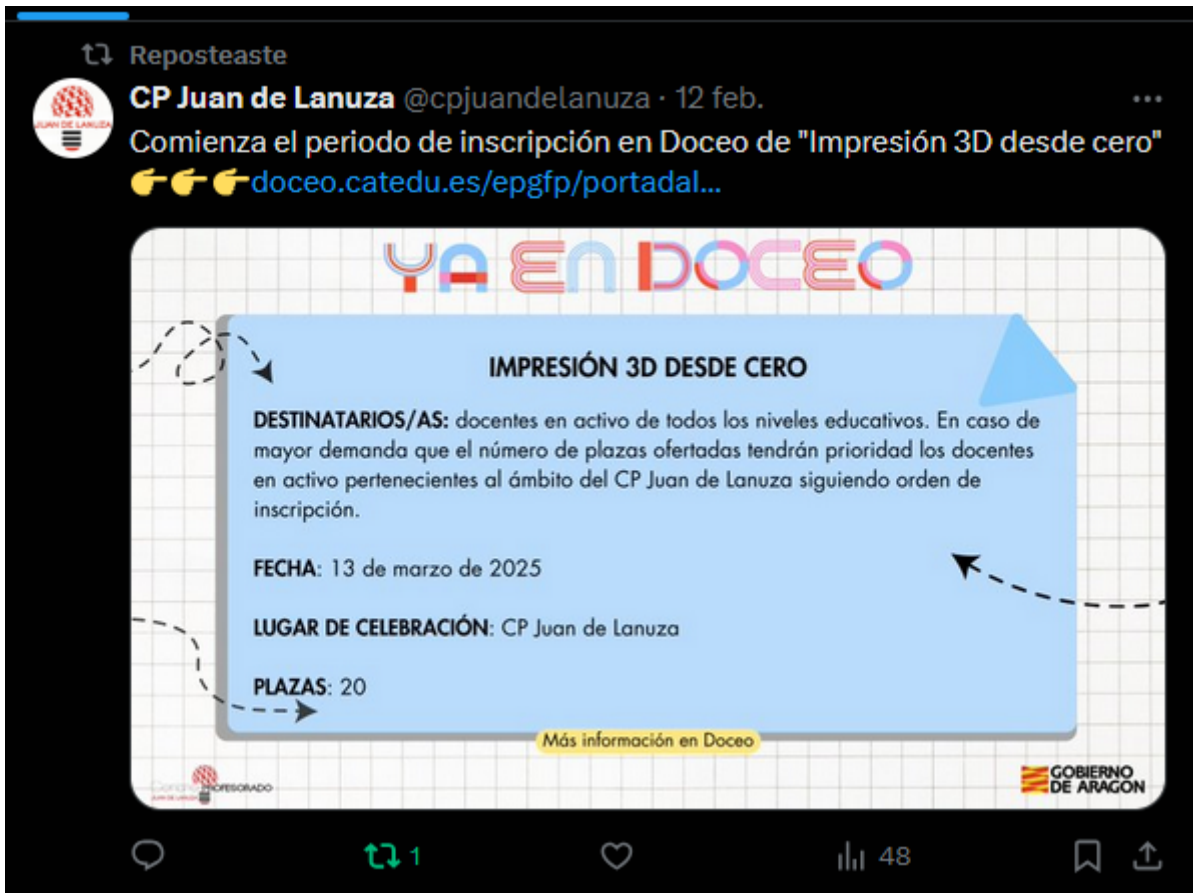 Reposteaste
CP Juan de Lanuza @cpjuandelanuza · 12 feb.
Comienza el periodo de inscripción en Doceo de "Impresión 3D desde cero"
👉👉👉doceo.catedu.es/epgfp/portadal...
YA EN DOCEO
IMPRESIÓN 3D DESDE CERO
DESTINATARIOS/AS: docentes en activo de todos los niveles educativos. En caso de
mayor demanda que el número de plazas ofertadas tendrán prioridad los docentes
en activo pertenecientes al ámbito del CP Juan de Lanuza siguiendo orden de
inscripción.
FECHA: 13 de marzo de 2025
LUGAR DE CELEBRACIÓN: CP Juan de Lanuza
PLAZAS: 20
Más información en Doceo
PROFESORADO
JUAN DE LANUZA
GOBIERNO
DE ARAGON
1
48